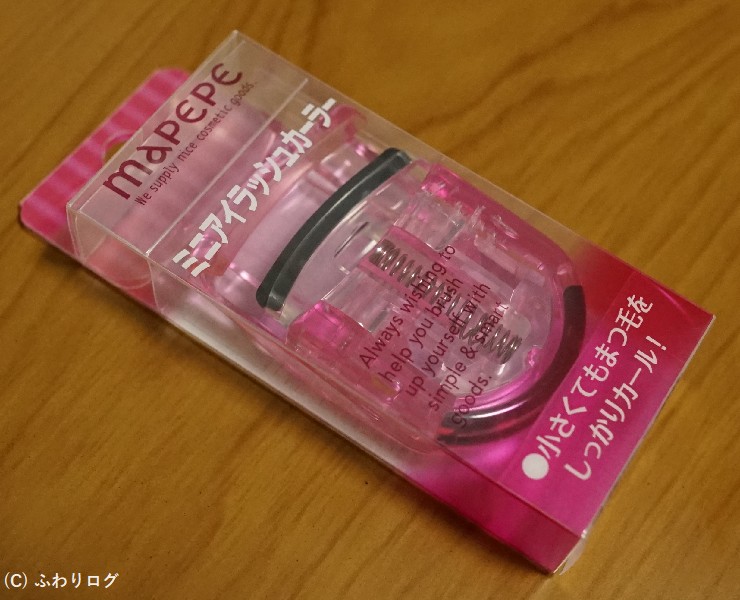 maPEPE
We supply nice cosmetic goods
ミニアイラッシュカーラー
Always wishing to
help you brush
up yourself with
simple & smart
goods.
●小さくてもまつ毛を
しっかりカール!
(C) ふわりログ